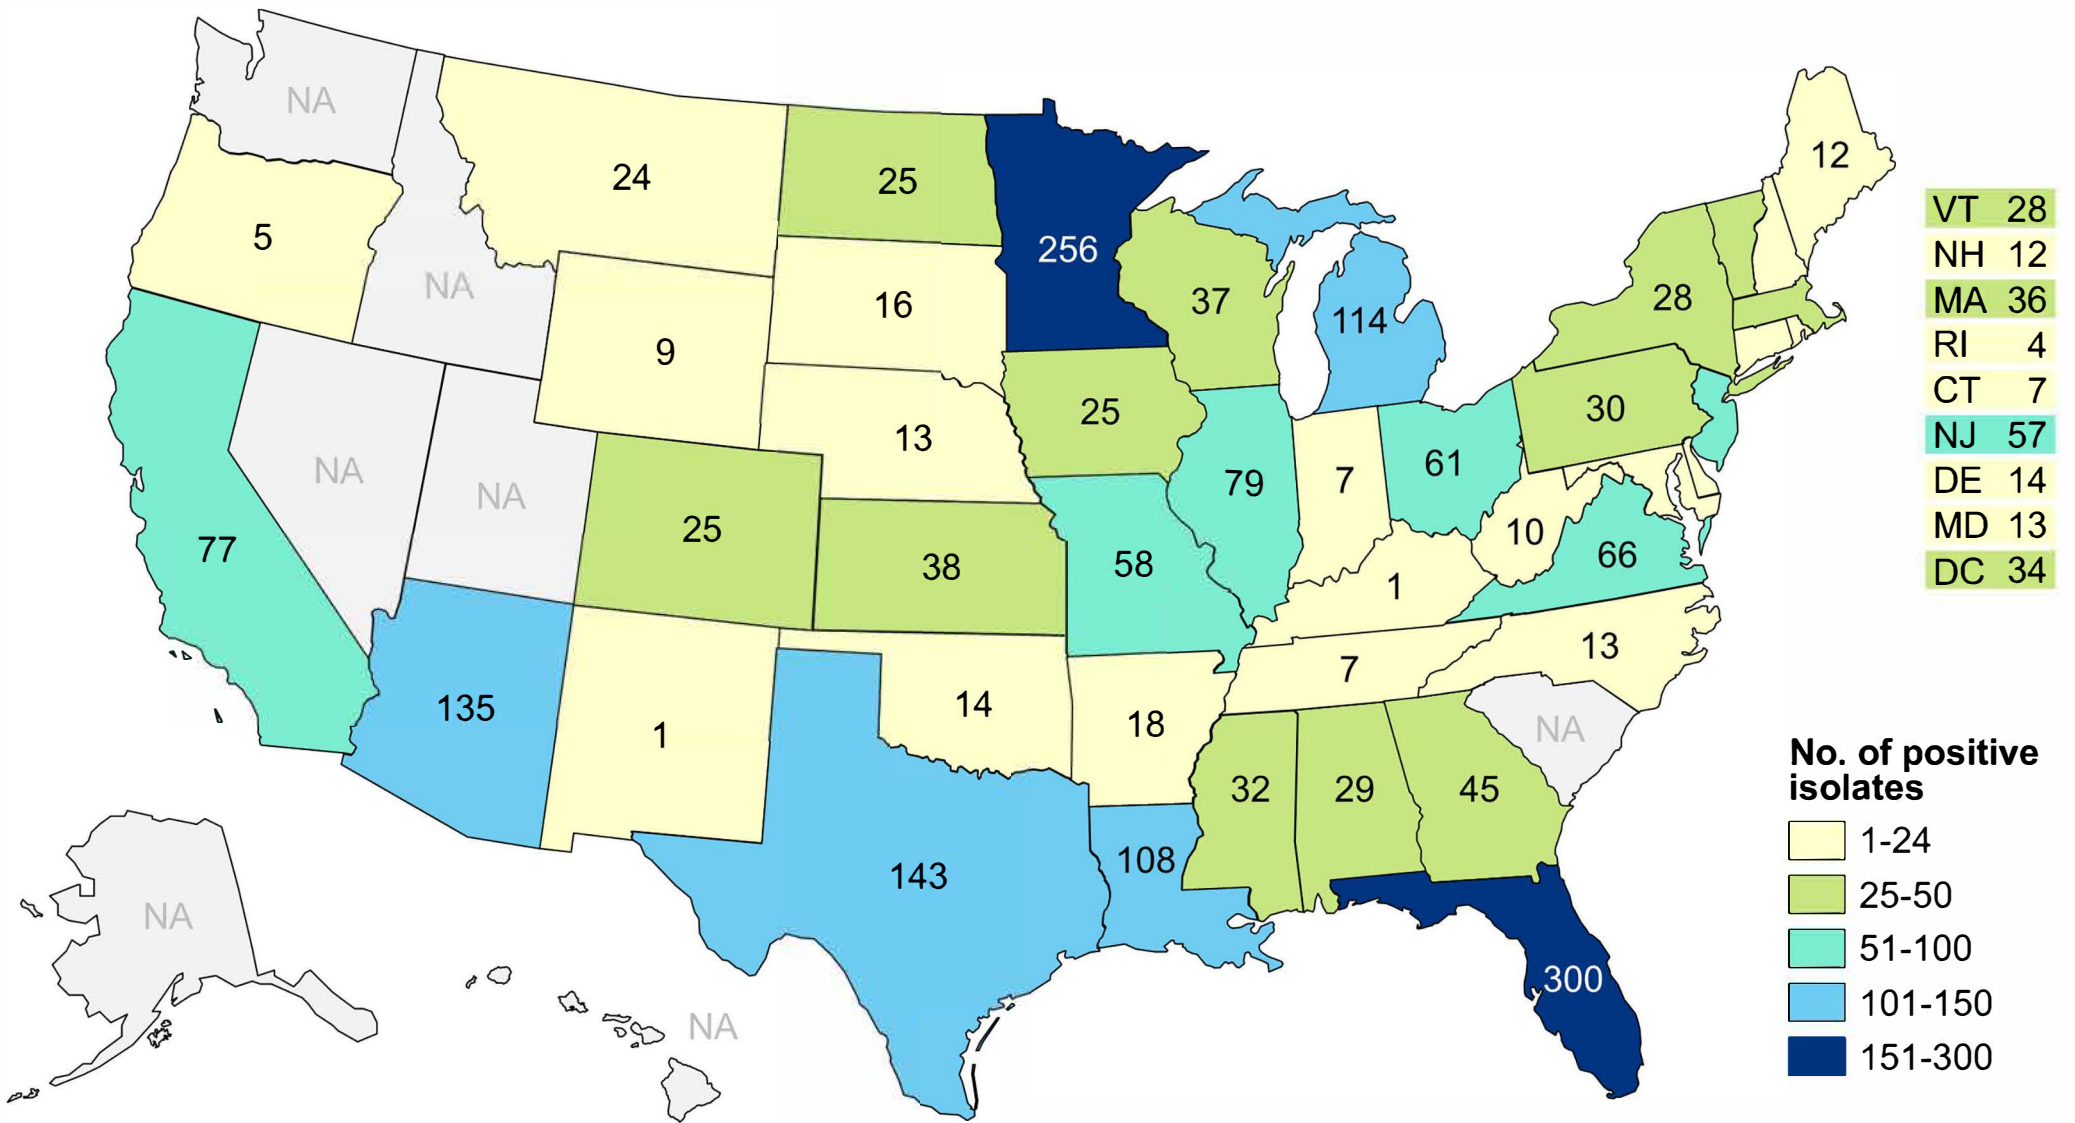 NA
24
25
12
5
NA
256
37
114
28
16
9
13
25
79
7
61
30
NA
NA
77
25
38
58
10
66
1
13
7
135
1
14
18
NA
32
29
45
143
108
300
NA
NA
VT 28
NH 12
MA 36
RI 4
CT 7
NJ 57
DE 14
MD 13
DC 34
No. of positive
isolates
1-24
25-50
51-100
101-150
151-300